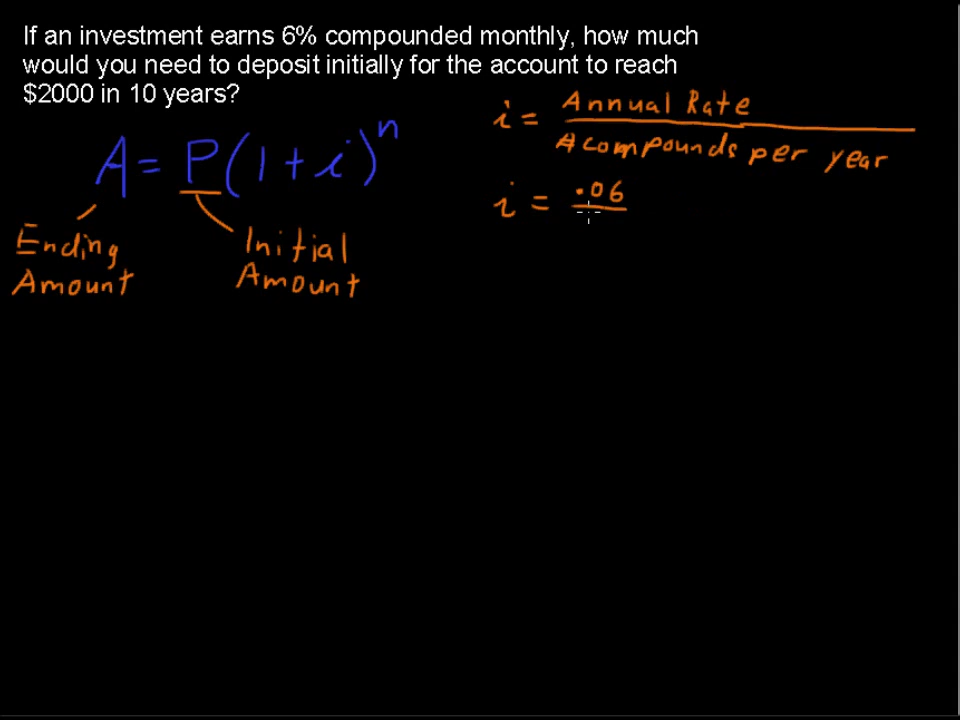 If an investment earns 6% compounded monthly, how much
would you need to deposit initially for the account to reach
$2000 in 10 years?
A = P(1 + i)^n
Ending
Amount
Initial
Amount
i = Annual Rate
# compounds per year
i = .06